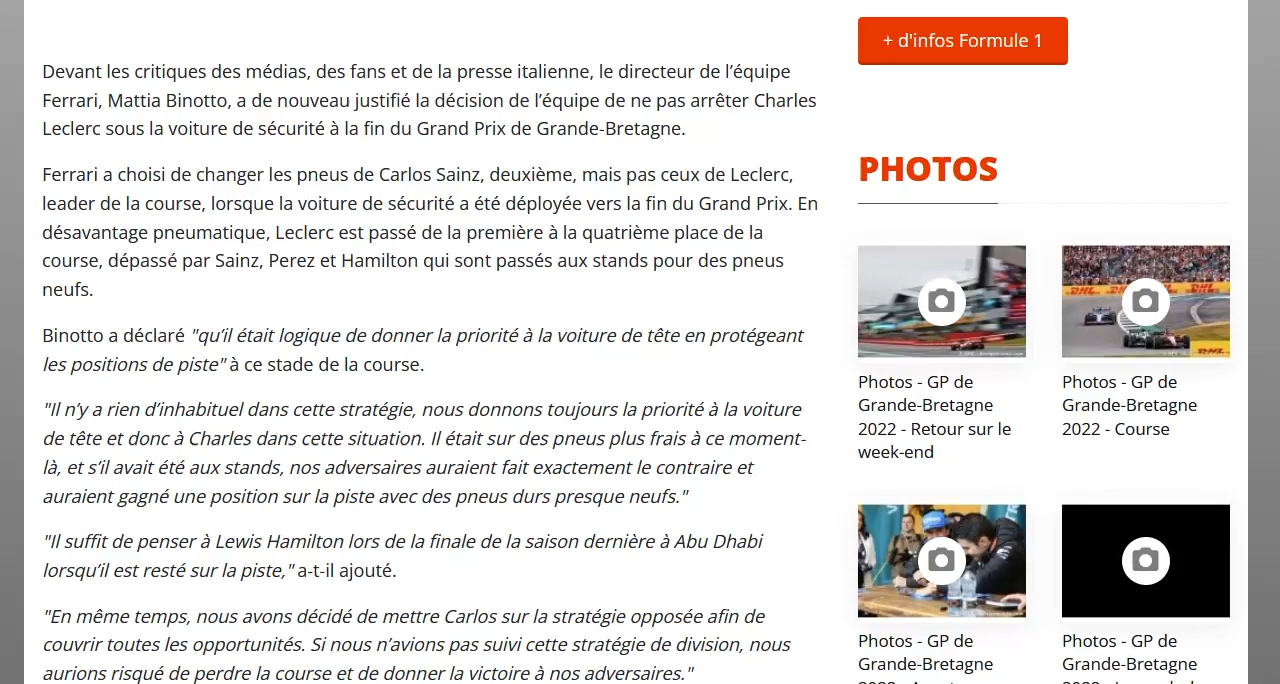 Devant les critiques des médias, des fans et de la presse italienne, le directeur de l’équipe
Ferrari, Mattia Binotto, a de nouveau justifié la décision de l’équipe de ne pas arrêter Charles
Leclerc sous la voiture de sécurité à la fin du Grand Prix de Grande-Bretagne.
Ferrari a choisi de changer les pneus de Carlos Sainz, deuxième, mais pas ceux de Leclerc,
leader de la course, lorsque la voiture de sécurité a été déployée vers la fin du Grand Prix. En
désavantage pneumatique, Leclerc est passé de la première à la quatrième place de la
course, dépassé par Sainz, Perez et Hamilton qui sont passés aux stands pour des pneus
neufs.
Binotto a déclaré "qu’il était logique de donner la priorité à la voiture de tête en protégeant
les positions de piste" à ce stade de la course.
"Il n’y a rien d’inhabituel dans cette stratégie, nous donnons toujours la priorité à la voiture
de tête et donc à Charles dans cette situation. Il était sur des pneus plus frais à ce moment-
là, et s’il avait été aux stands, nos adversaires auraient fait exactement le contraire et
auraient gagné une position sur la piste avec des pneus durs presque neufs."
"Il suffit de penser à Lewis Hamilton lors de la finale de la saison dernière à Abu Dhabi
lorsqu’il est resté sur la piste," a-t-il ajouté.
"En même temps, nous avons décidé de mettre Carlos sur la stratégie opposée afin de
couvrir toutes les opportunités. Si nous n’avions pas suivi cette stratégie de division, nous
aurions risqué de perdre la course et de donner la victoire à nos adversaires."
+ d'infos Formule 1
PHOTOS
Photos - GP de
Grande-Bretagne
2022 - Retour sur le
week-end
DHL
DHL
Photos - GP de
Grande-Bretagne
2022 - Course
Photos - GP de
Grande-Bretagne
Photos - GP de
Grande-Bretagne